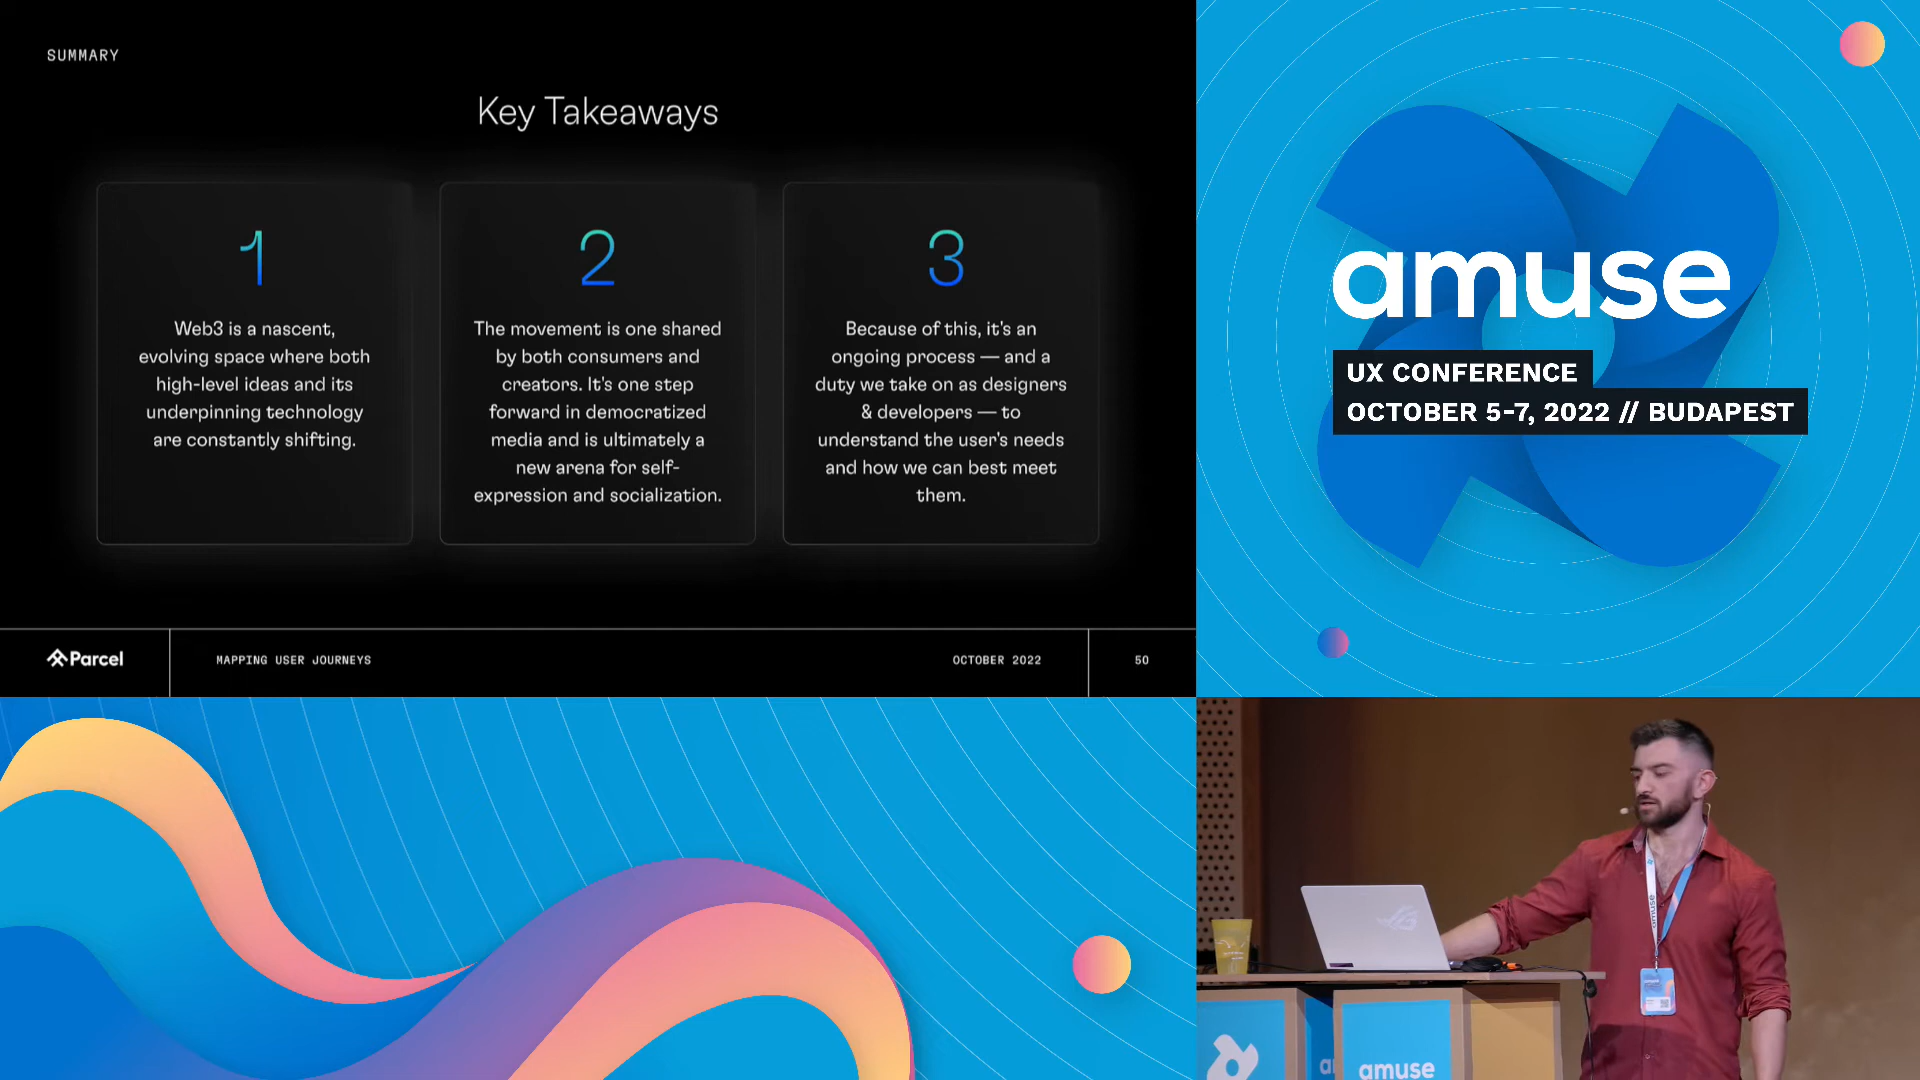 SUMMARY
Key Takeaways
1
Web3 is a nascent,
evolving space where both
high-level ideas and its
underpinning technology
are constantly shifting.
2
The movement is one shared
by both consumers and
creators. It's one step
forward in democratized
media and is ultimately a
new arena for self-
expression and socialization.
3
Because of this, it's an
ongoing process — and a
duty we take on as designers
& developers — to
understand the user's needs
and how we can best meet
them.
Parcel
MAPPING USER JOURNEYS
OCTOBER 2022
50
amuse
UX CONFERENCE
OCTOBER 5-7, 2022 // BUDAPEST
amuse
amuse